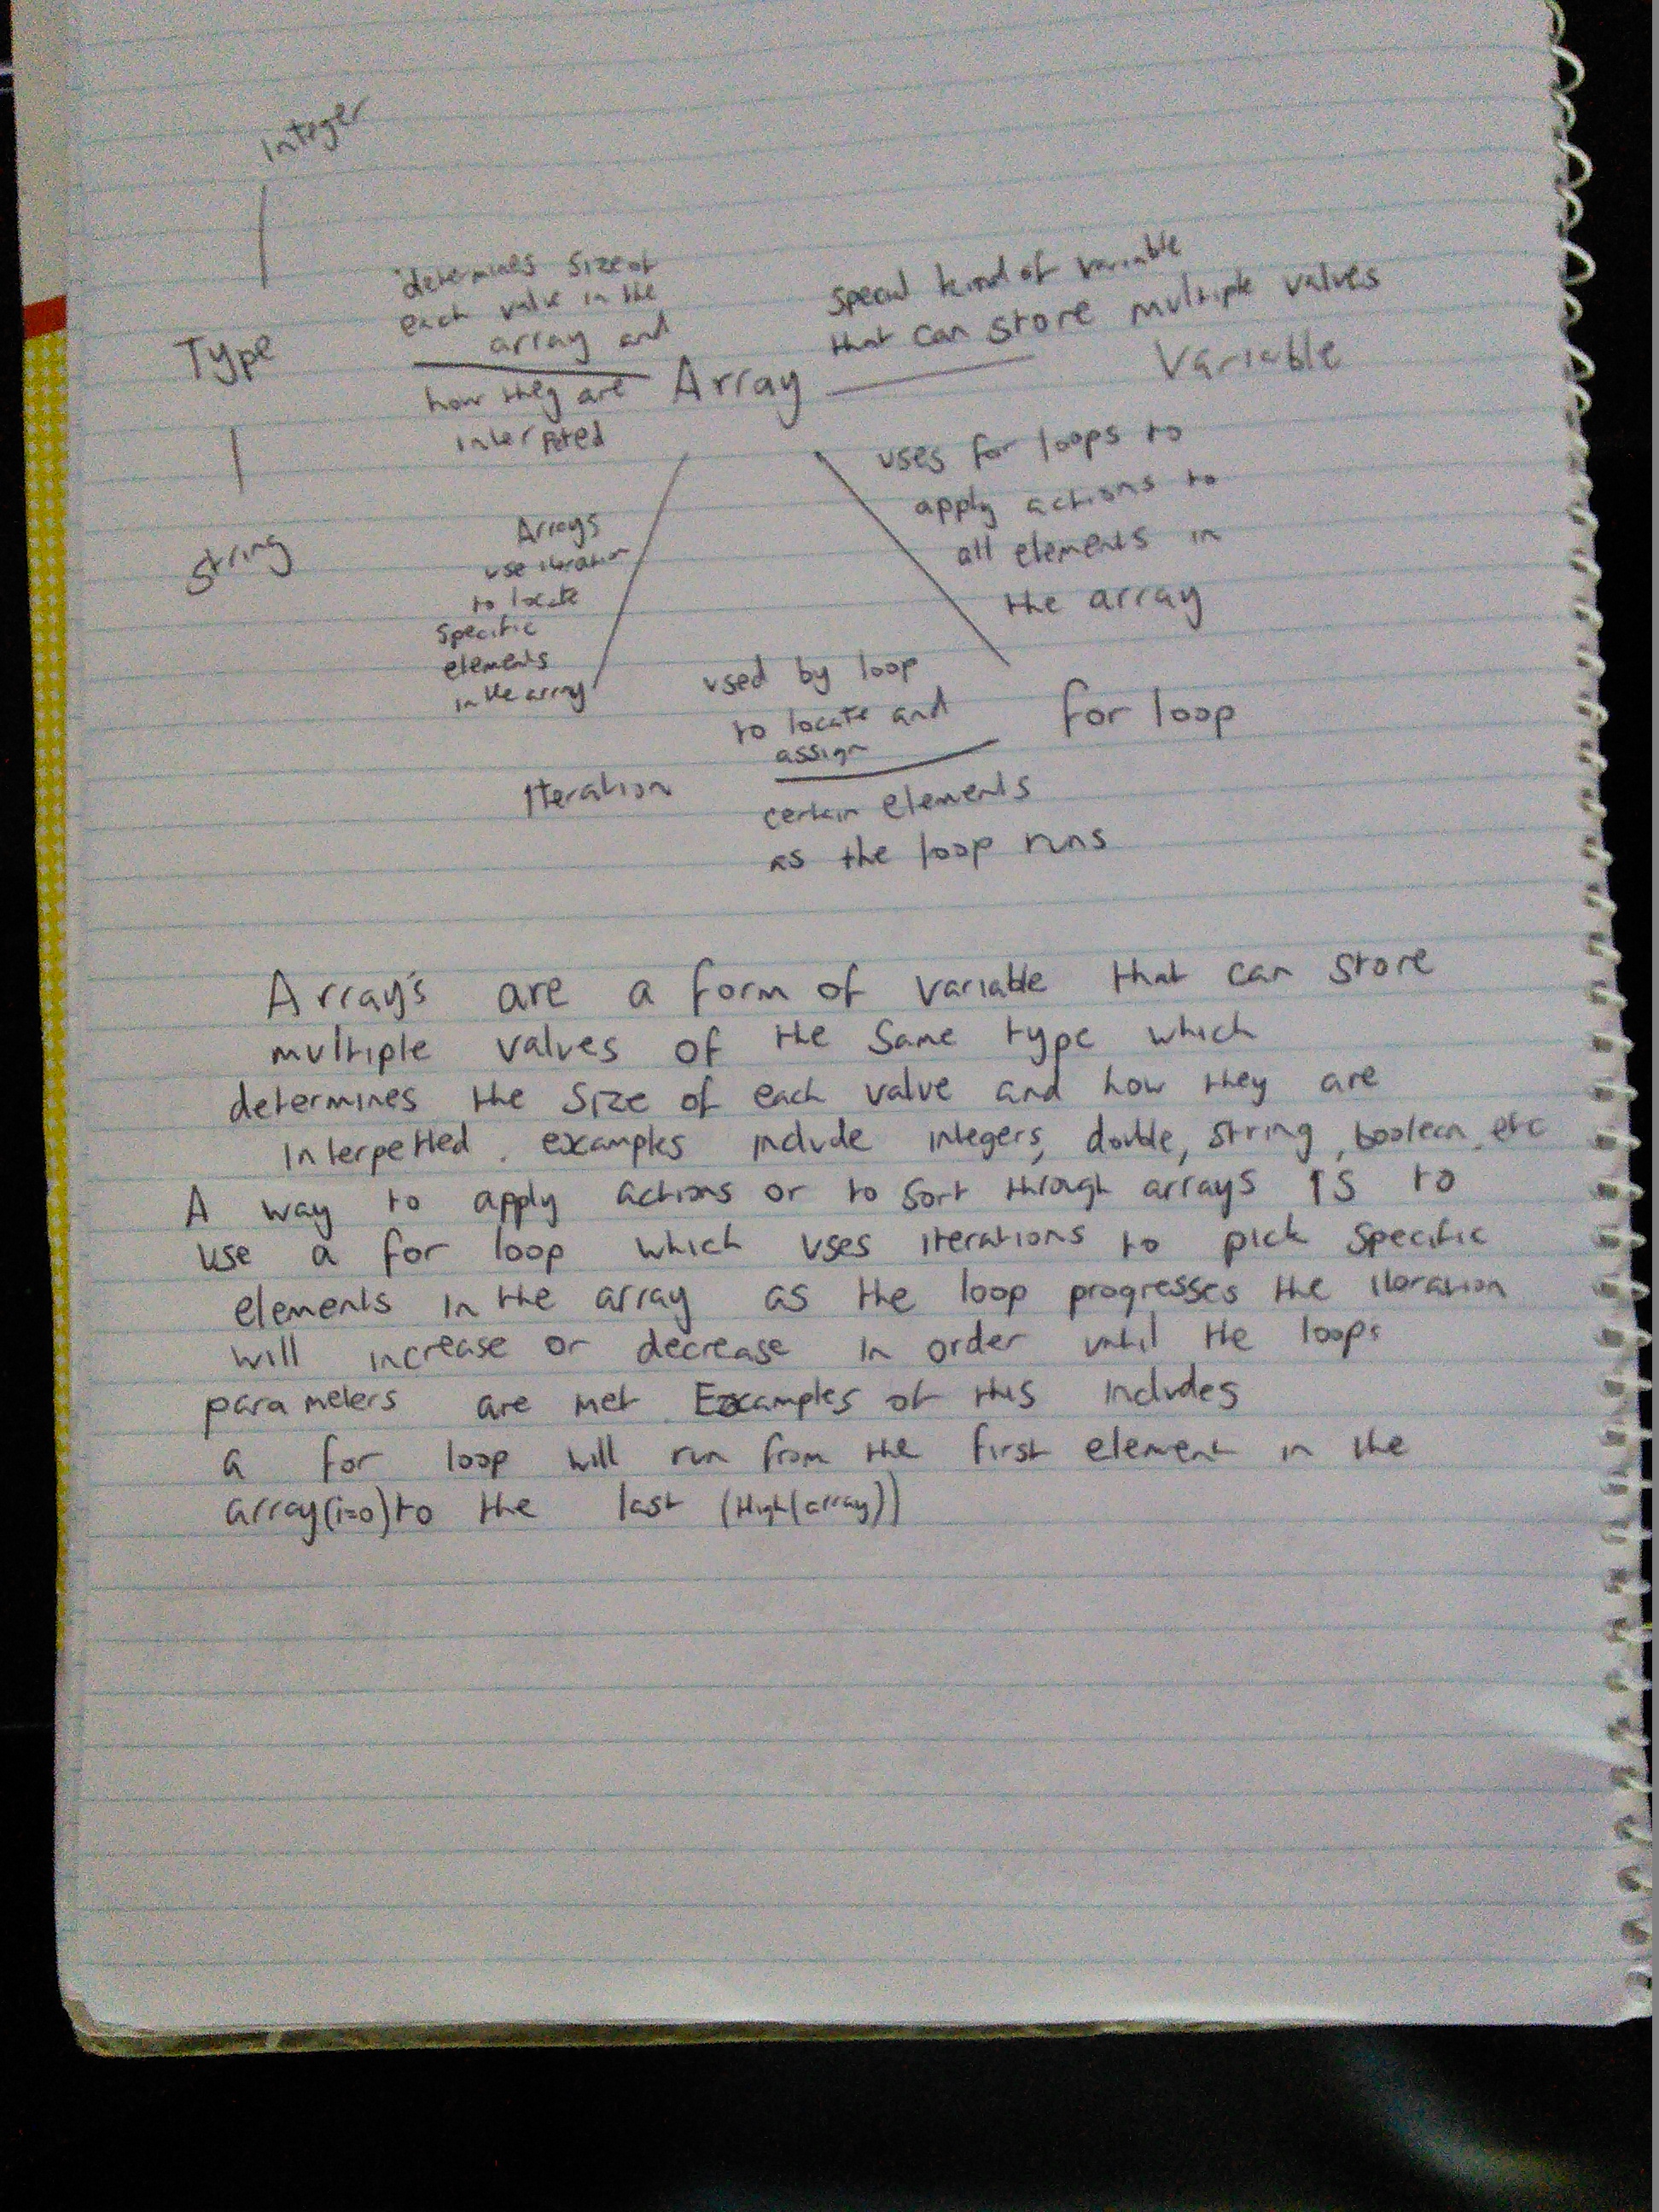 Integer
determines size of
each value in the
array and
how they are
interpeted
Type
String
Array
special kind of variable
that can store multiple values
Variable
uses for loops to
apply actions to
all elements in
the array
Arrays
use iteration
to locate
specific
elements
in the array
used by loop
to locate and
assign
certain elements
as the loop runs
for loop
Iteration
Array's are a form of variable that can store
multiple values of the same type which
determines the size of each value and how they are
interpetted. examples include integers, double, string, boolean, etc
A way to apply actions or to sort through arrays is to
use a for loop which uses iterations to pick specific
elements in the array as the loop progresses the iteration
will increase or decrease in order until the loops
parameters are met. Examples of this includes
a for loop will run from the first element in the
array(i=0) to the last (High(array))